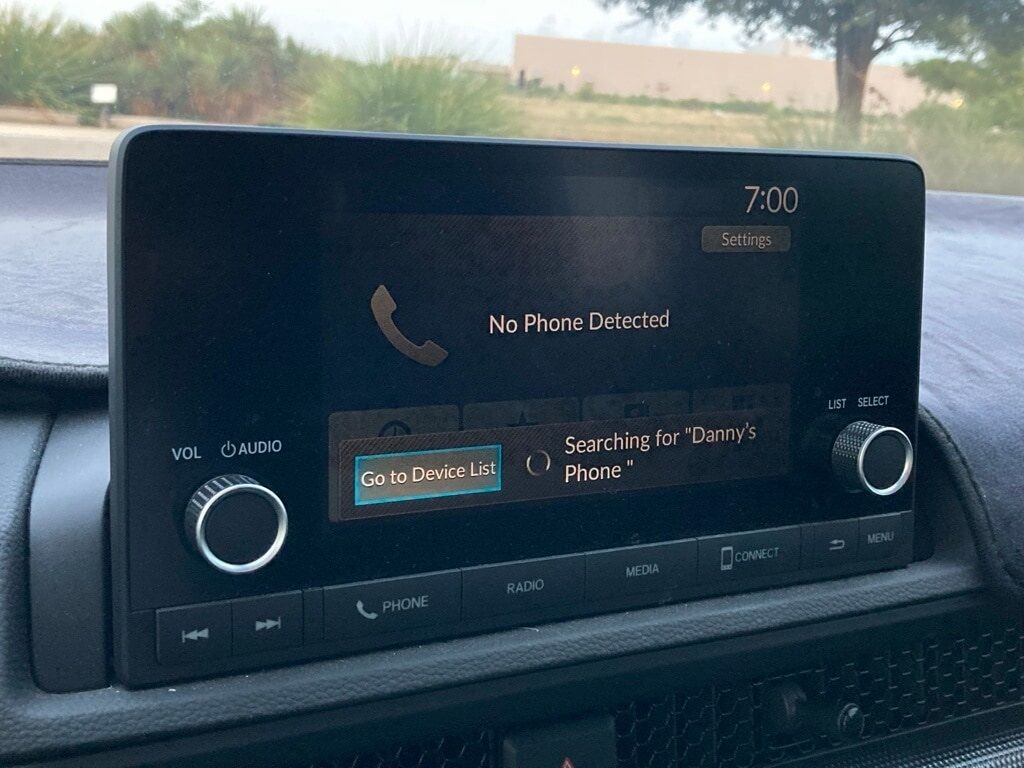 7:00
Settings
No Phone Detected
LIST SELECT
VOL AUDIO
Go to Device List
Searching for "Danny's
Phone "
PHONE
RADIO
MEDIA
CONNECT
MENU